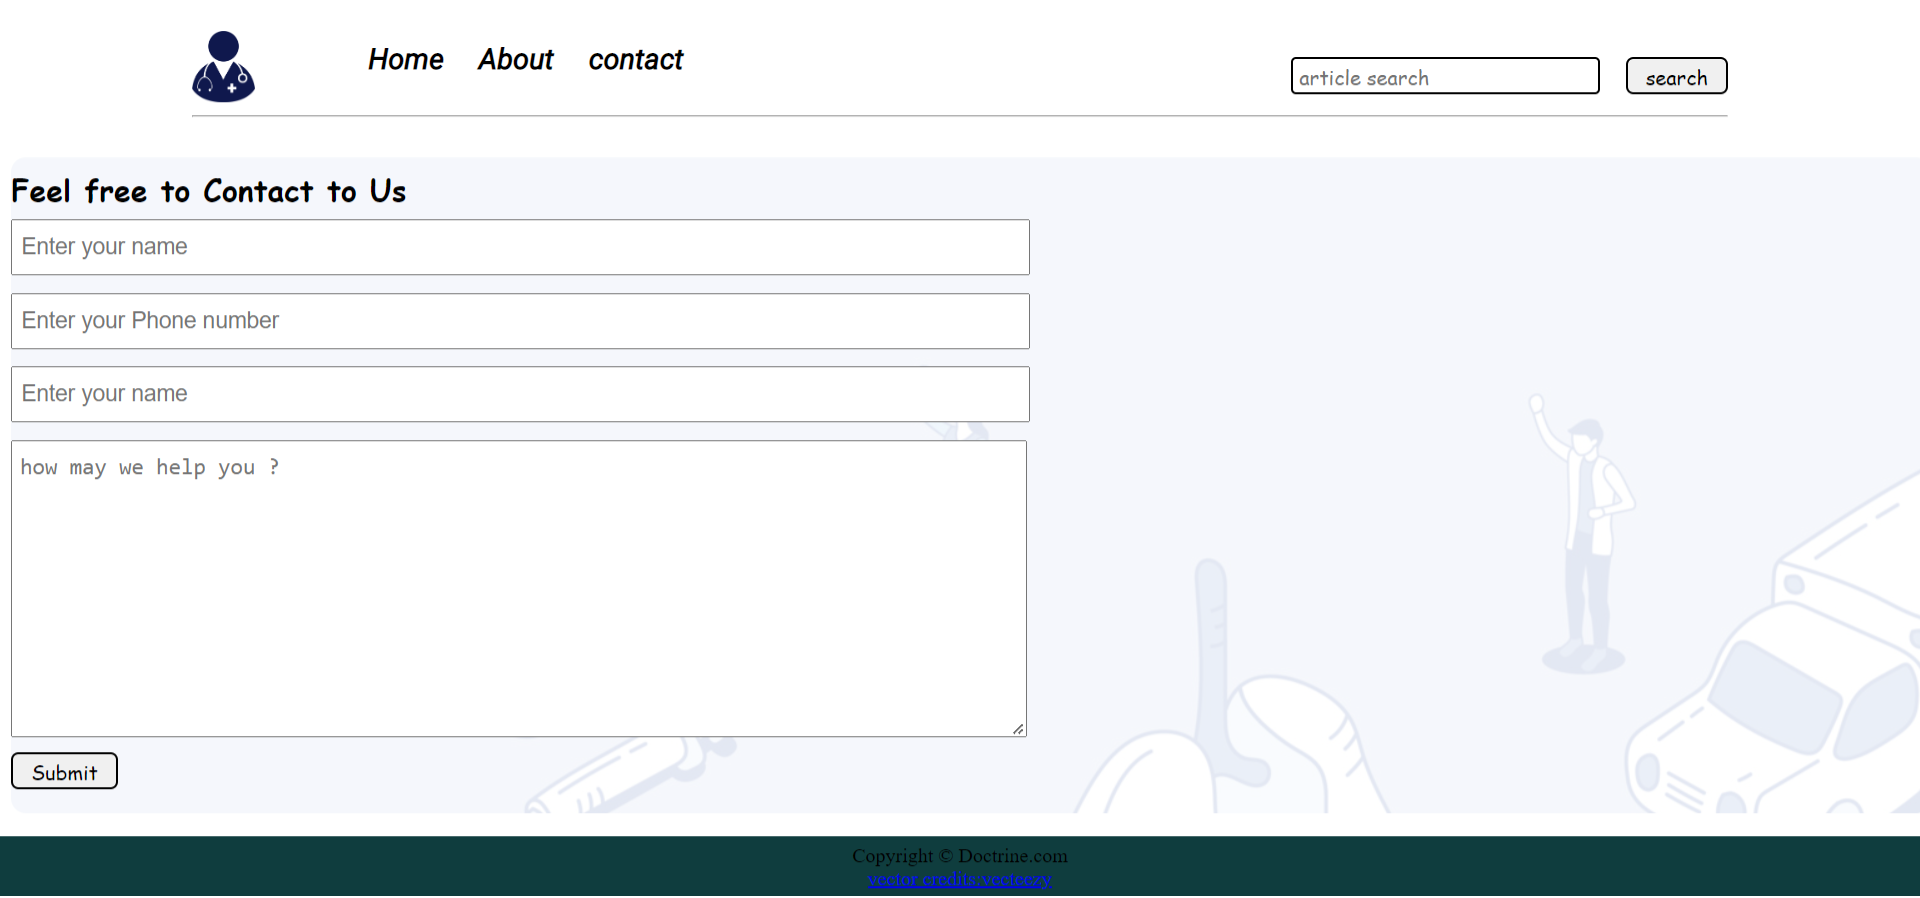 Home About contact
article search search
Feel free to Contact to Us
Enter your name
Enter your Phone number
Enter your name
how may we help you ?
Submit
Copyright © Doctrine.com
vector credits:vecteezy